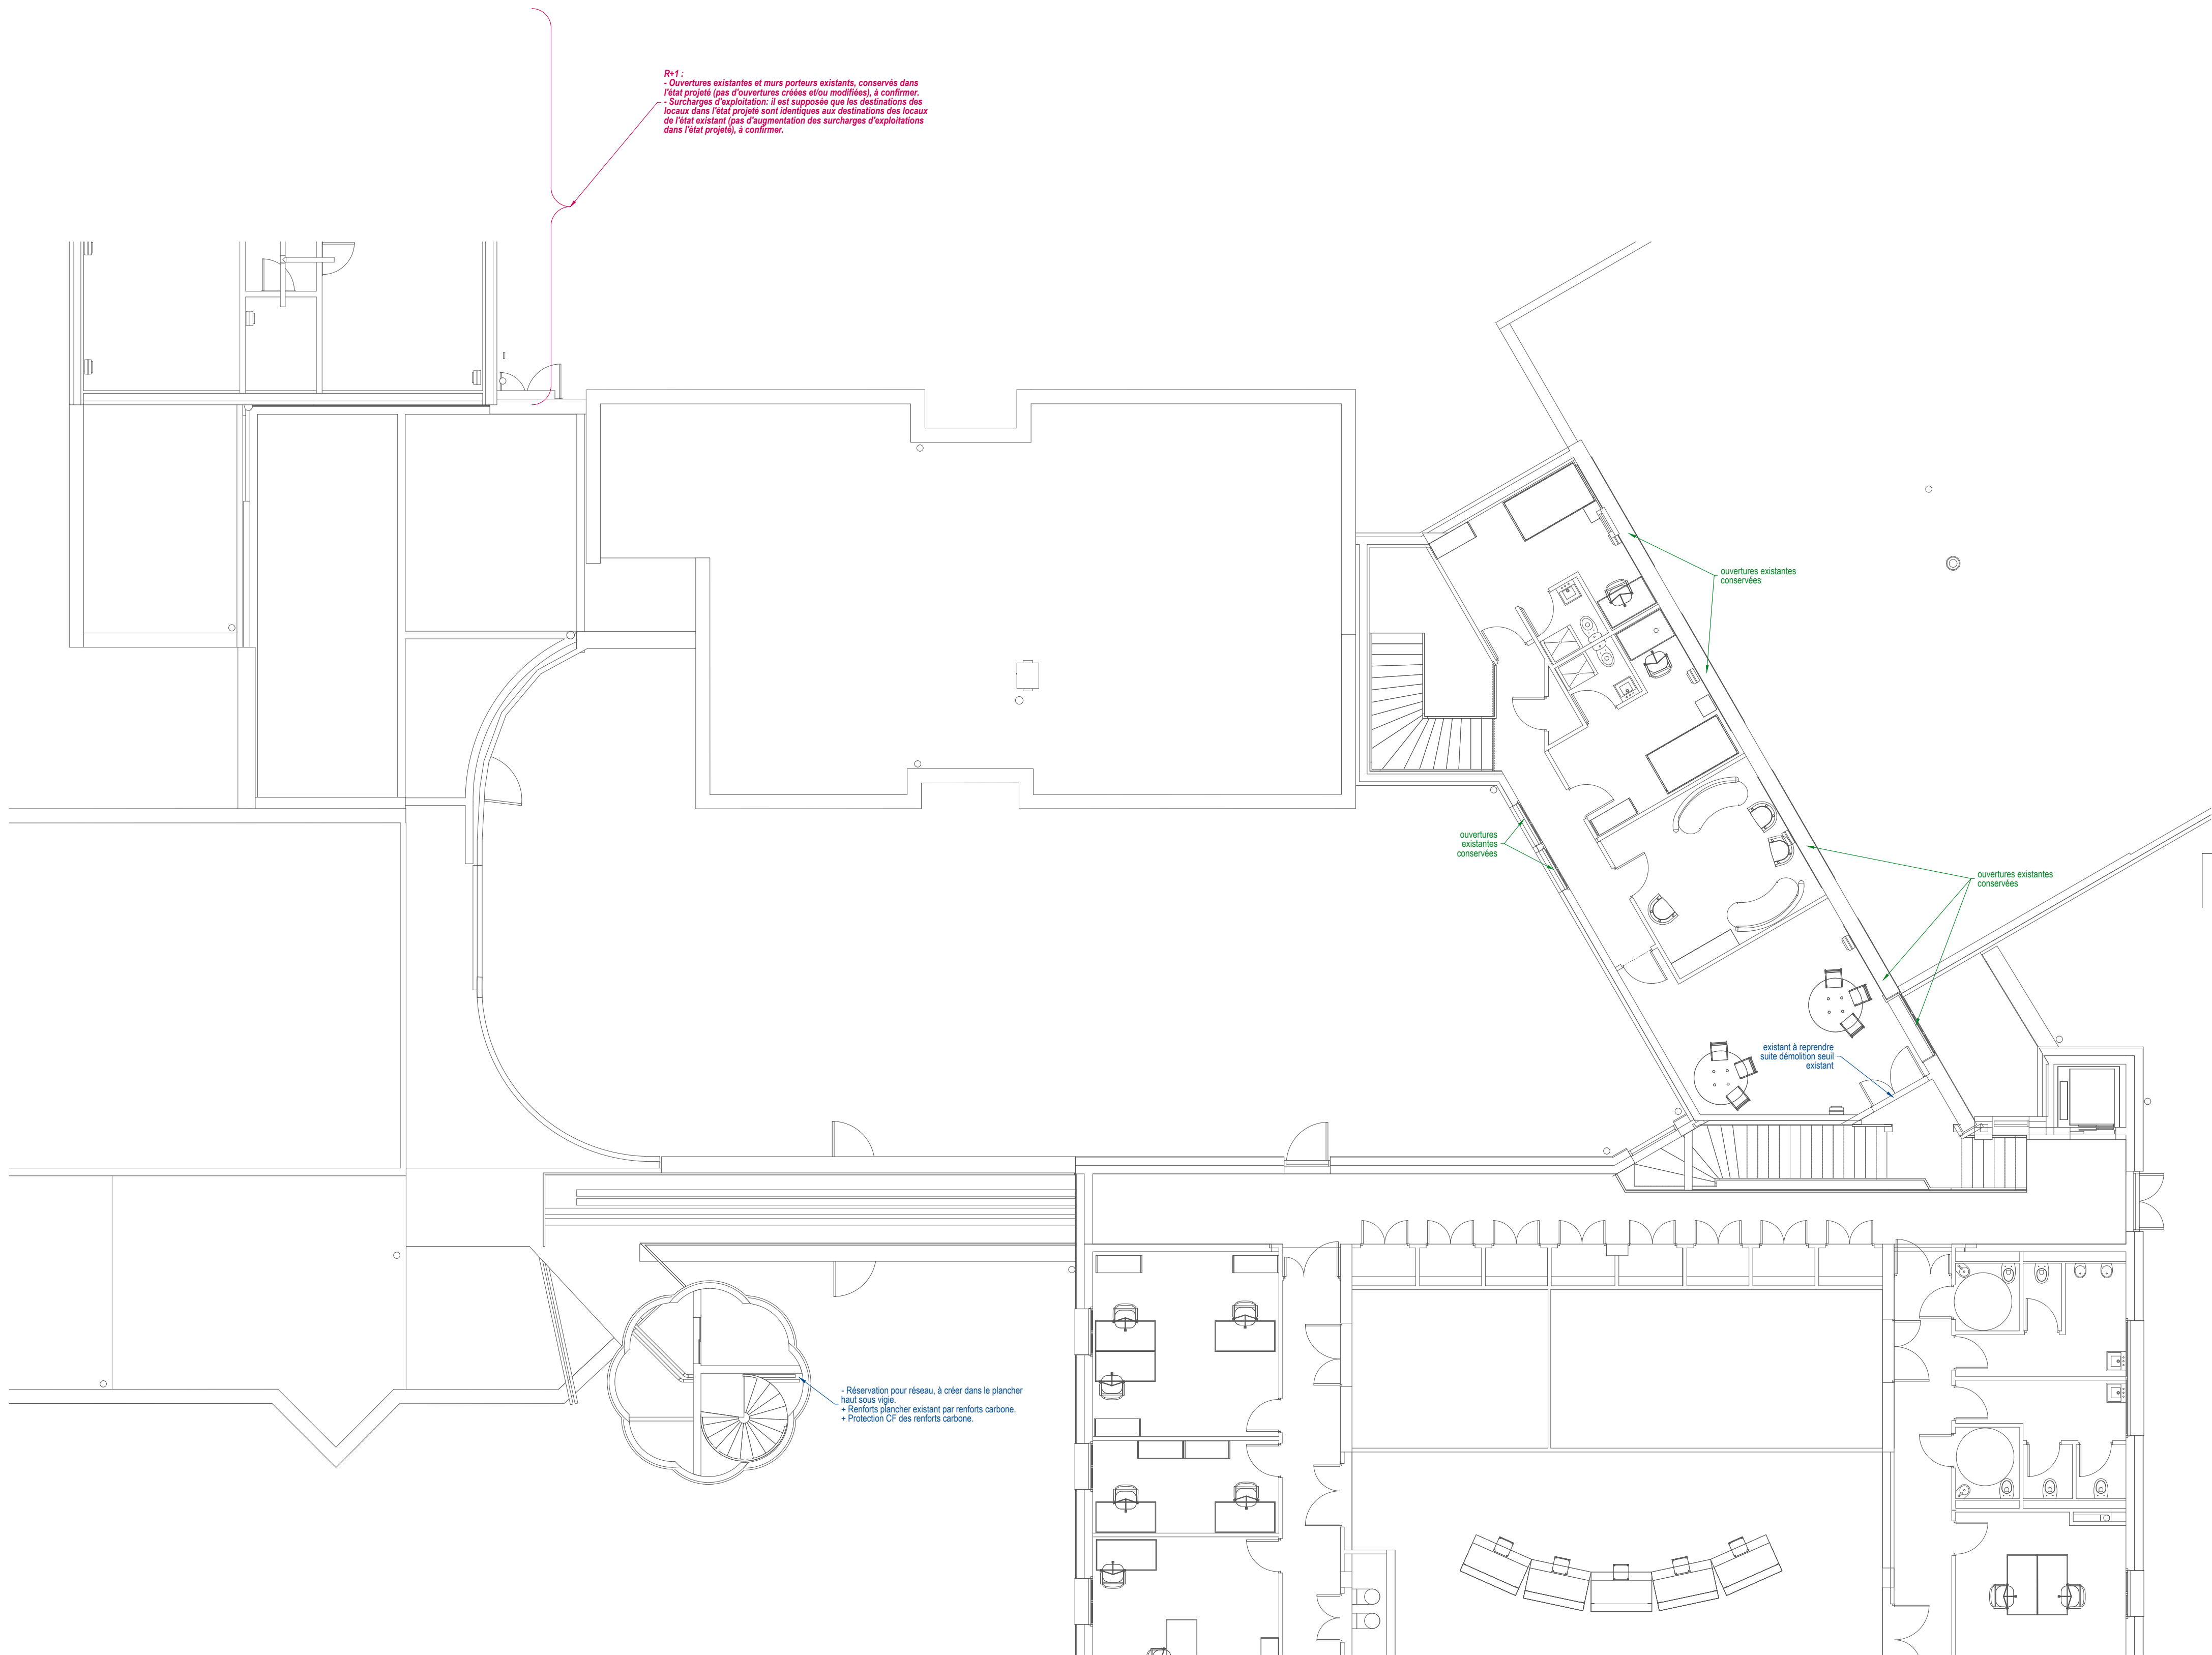 R+1 :
- Ouvertures existantes et murs porteurs existants, conservés dans
l'état projeté (pas d'ouvertures créées et/ou modifiées), à confirmer.
- Surcharges d'exploitation: il est supposée que les destinations des
locaux dans l'état projeté sont identiques aux destinations des locaux
de l'état existant (pas d'augmentation des surcharges d'exploitations
dans l'état projeté), à confirmer.
ouvertures existantes
conservées
ouvertures
existantes
conservées
ouvertures existantes
conservées
existant à reprendre
suite démolition seuil
existant
- Réservation pour réseau, à créer dans le plancher
haut sous vigie.
+ Renforts plancher existant par renforts carbone.
+ Protection CF des renforts carbone.